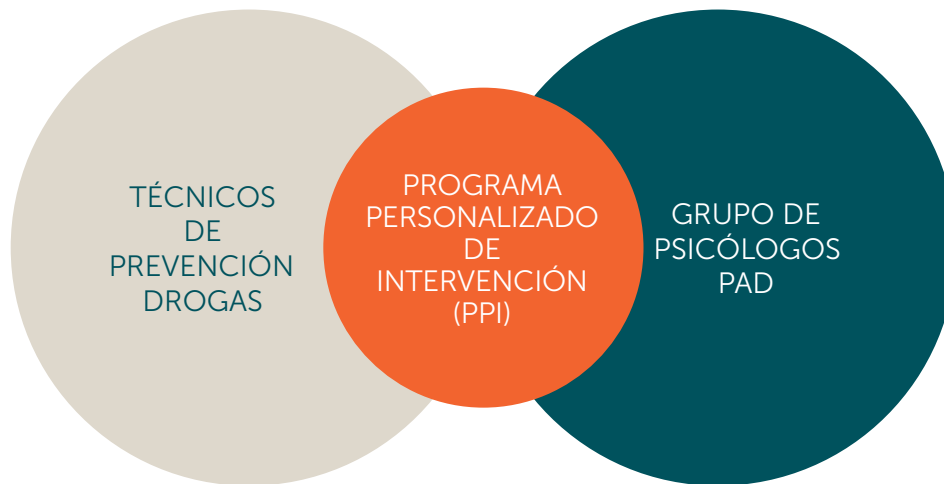 TÉCNICOS
DE
PREVENCIÓN
DROGAS
PROGRAMA
PERSONALIZADO
DE
INTERVENCIÓN
(PPI)
GRUPO DE
PSICÓLOGOS
PAD